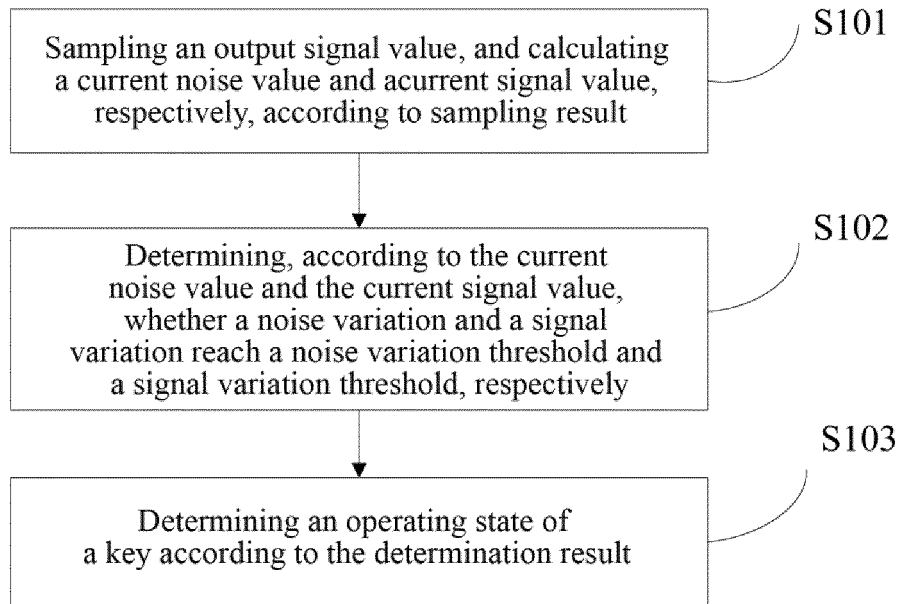 S101
Sampling an output signal value, and calculating
a current noise value and acurrent signal value,
respectively, according to sampling result
S102
Determining, according to the current
noise value and the current signal value,
whether a noise variation and a signal
variation reach a noise variation threshold and
a signal variation threshold, respectively
S103
Determining an operating state of
a key according to the determination result